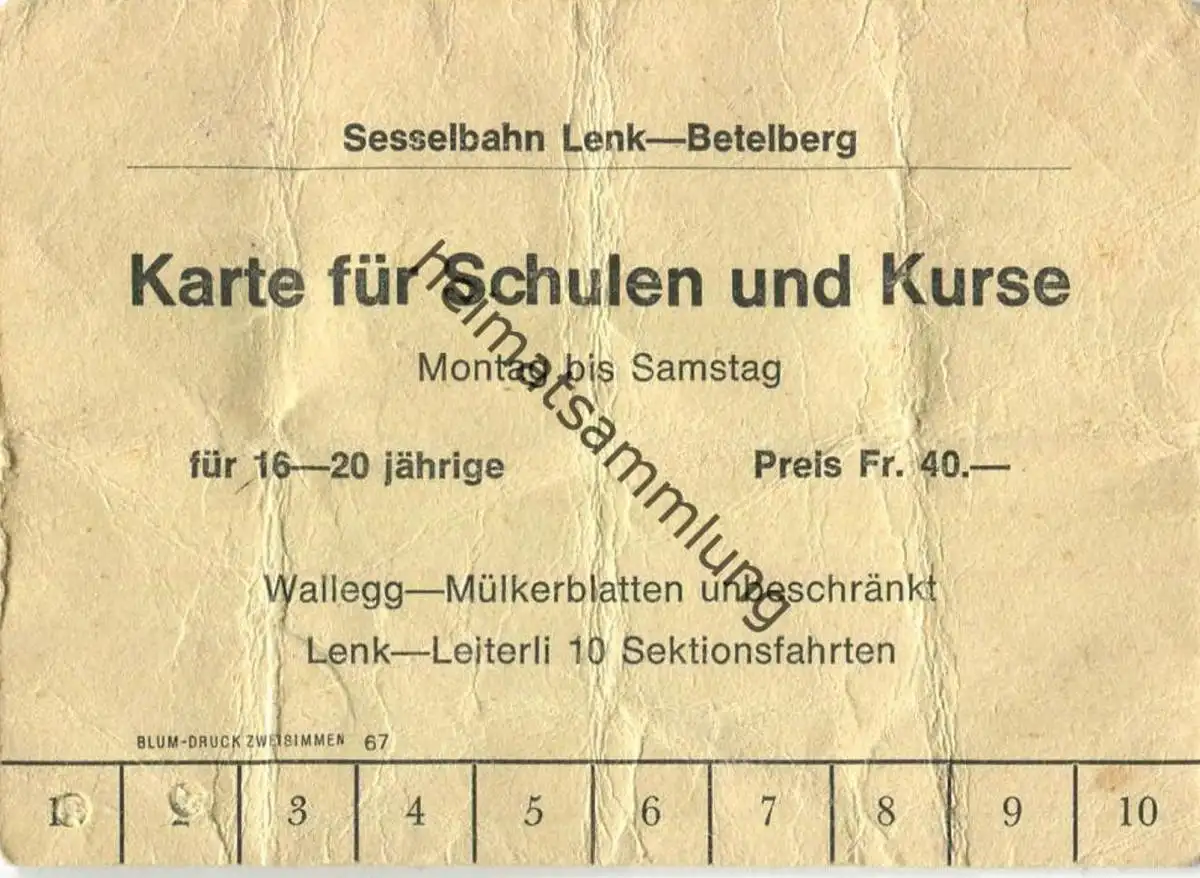 Sesselbahn Lenk—Betelberg
Karte für Schulen und Kurse
Montag bis Samstag
für 16—20 jährige Preis Fr. 40.—
Wallegg—Mülkerblatten unbeschränkt
Lenk—Leiterli 10 Sektionsfahrten
BLUM-DRUCK ZWEISIMMEN 67
1 2 3 4 5 6 7 8 9 10
heimatsammlung